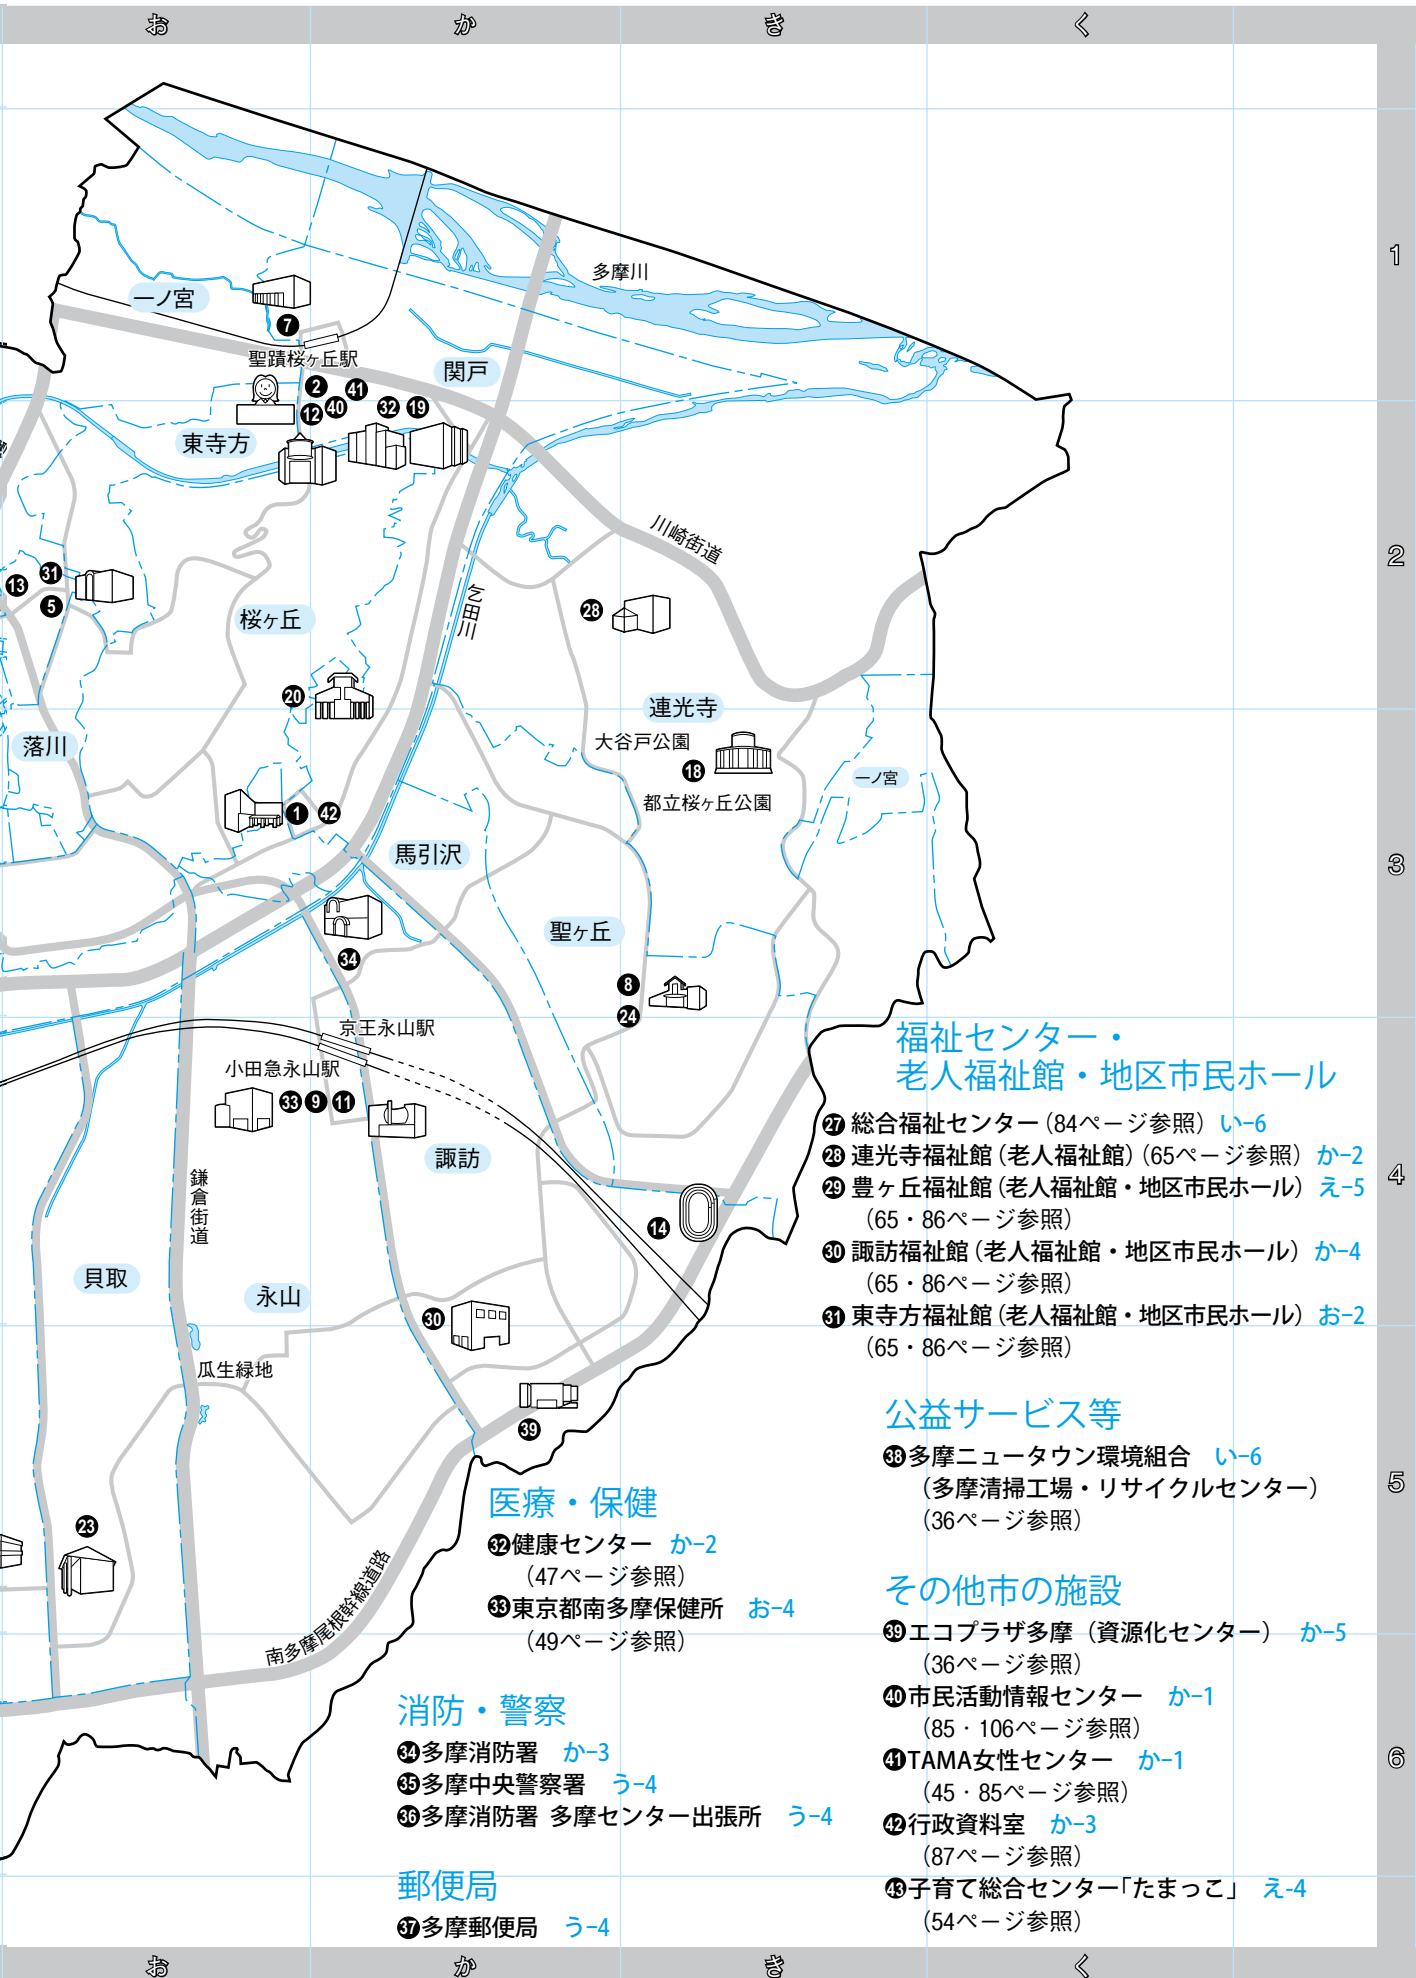 お か き く
1
多摩川
一ノ宮
7
聖蹟桜ヶ丘駅
関戸
2 41
12 40 32 19
東寺方
川崎街道
2
13 31
5
乞田川
28
桜ヶ丘
20
連光寺
落川
大谷戸公園
18
一ノ宮
都立桜ヶ丘公園
1 42
馬引沢
3
聖ヶ丘
34
8
24
京王永山駅
小田急永山駅
33 9 11
諏訪
4
鎌倉街道
14
貝取
永山
30
瓜生緑地
39
5
23
南多摩尾根幹線道路
6
福祉センター・
老人福祉館・地区市民ホール
27 総合福祉センター(84ページ参照) い-6
28 連光寺福祉館(老人福祉館)(65ページ参照) か-2
29 豊ヶ丘福祉館(老人福祉館・地区市民ホール) え-5
(65・86ページ参照)
30 諏訪福祉館(老人福祉館・地区市民ホール) か-4
(65・86ページ参照)
31 東寺方福祉館(老人福祉館・地区市民ホール) お-2
(65・86ページ参照)
公益サービス等
38多摩ニュータウン環境組合 い-6
(多摩清掃工場・リサイクルセンター)
(36ページ参照)
医療・保健
32健康センター か-2
(47ページ参照)
33東京都南多摩保健所 お-4
(49ページ参照)
その他市の施設
39エコプラザ多摩(資源化センター) か-5
(36ページ参照)
40市民活動情報センター か-1
(85・106ページ参照)
41TAMA女性センター か-1
(45・85ページ参照)
42行政資料室 か-3
(87ページ参照)
43子育て総合センター「たまっこ」 え-4
(54ページ参照)
消防・警察
34多摩消防署 か-3
35多摩中央警察署 う-4
36多摩消防署 多摩センター出張所 う-4
郵便局
37多摩郵便局 う-4
お か き く